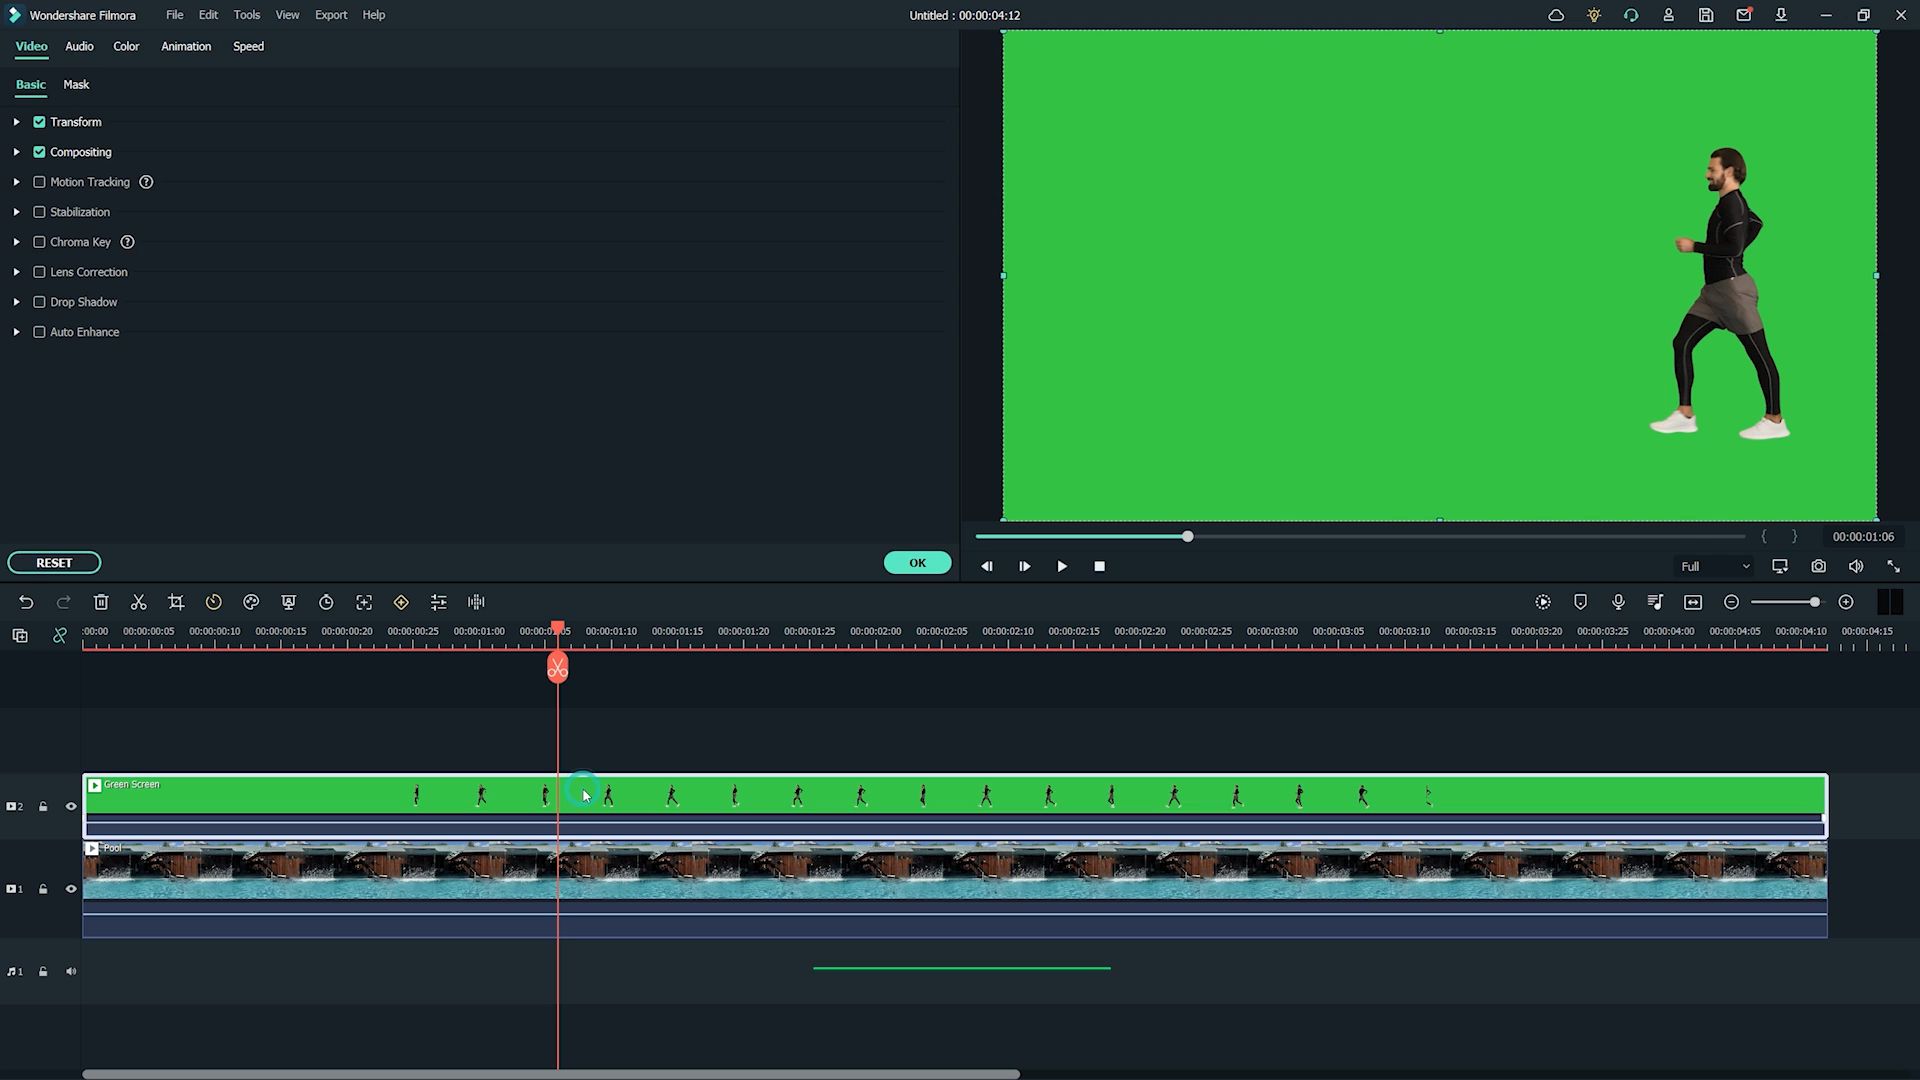 Wondershare Filmora File Edit Tools View Export Help Untitled : 00:00:04:12
Video Audio Color Animation Speed
Basic Mask
Transform
Compositing
Motion Tracking ?
Stabilization
Chroma Key ?
Lens Correction
Drop Shadow
Auto Enhance
{ } 00:00:01:06
RESET OK
Full
:00:00 00:00:00:05 00:00:00:10 00:00:00:15 00:00:00:20 00:00:00:25 00:00:01:00 00:00:01:05 00:00:01:10 00:00:01:15 00:00:01:20 00:00:01:25 00:00:02:00 00:00:02:05 00:00:02:10 00:00:02:15 00:00:02:20 00:00:02:25 00:00:03:00 00:00:03:05 00:00:03:10 00:00:03:15 00:00:03:20 00:00:03:25 00:00:04:00 00:00:04:05 00:00:04:10 00:00:04:15
Green Screen
2
Pool
1
1